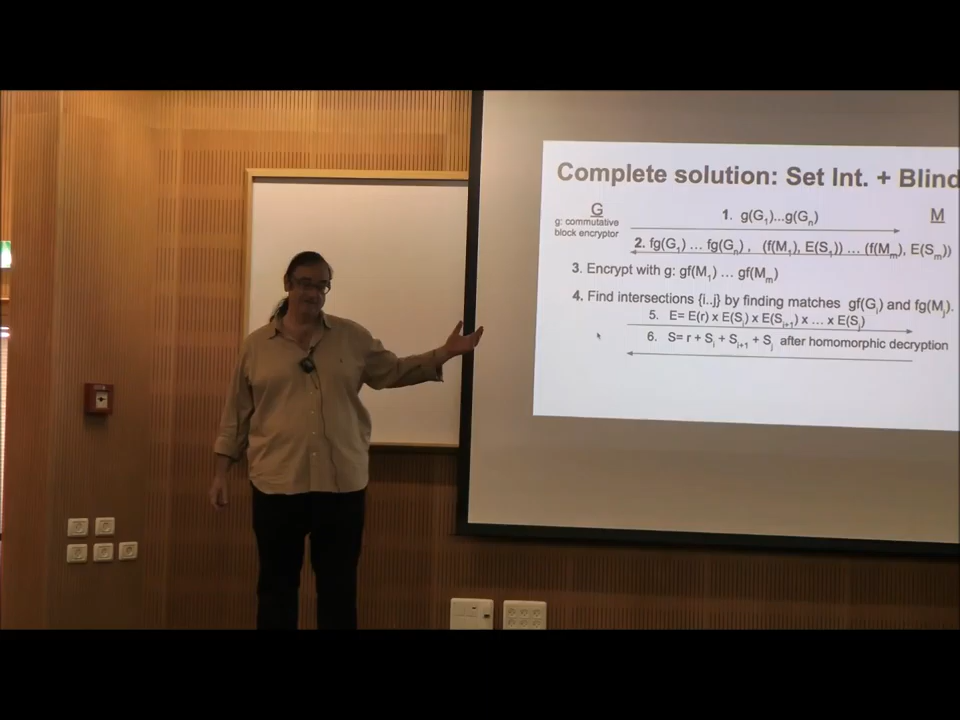 Complete solution: Set Int. + Blind
G
g: commutative
block encryptor
1. g(G₁)...g(Gₙ)
M
2. fg(G₁) ... fg(Gₙ) , (f(M₁), E(S₁)) ... (f(Mₘ), E(Sₘ))
3. Encrypt with g: gf(M₁) ... gf(Mₘ)
4. Find intersections {i..j} by finding matches gf(Gᵢ) and fg(Mⱼ).
5. E= E(r) x E(Sᵢ) x E(Sᵢ₊₁) x ... x E(Sⱼ)
6. S= r + Sᵢ + Sᵢ₊₁ + Sⱼ after homomorphic decryption